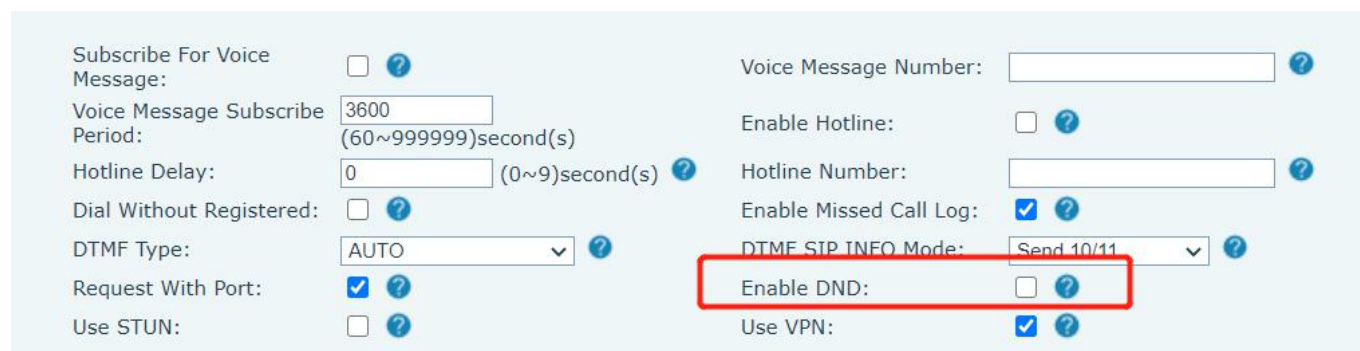 Subscribe For Voice
Message:
?
Voice Message Number:
?
Voice Message Subscribe
Period:
3600
(60~999999)second(s)
Enable Hotline:
?
Hotline Delay:
0
(0~9)second(s)
?
Hotline Number:
?
Dial Without Registered:
?
Enable Missed Call Log:
?
DTMF Type:
AUTO
?
DTMF SIP INFO Mode:
Send 10/11
?
Request With Port:
?
Enable DND:
?
Use STUN:
?
Use VPN:
?